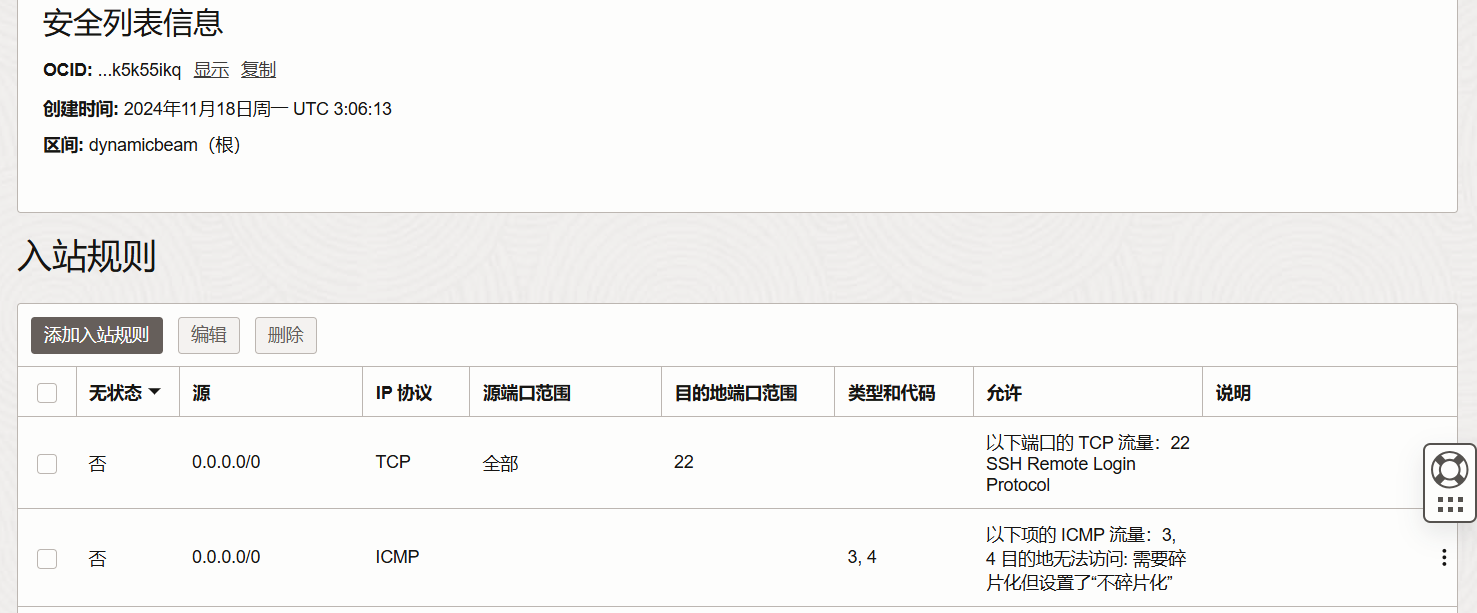 安全列表信息
OCID: ...k5k55ikq 显示 复制
创建时间: 2024年11月18日周一 UTC 3:06:13
区间: dynamicbeam（根）
入站规则
添加入站规则 编辑 删除
无状态 源 IP 协议 源端口范围 目的地端口范围 类型和代码 允许 说明
否 0.0.0.0/0 TCP 全部 22
以下端口的 TCP 流量：22
SSH Remote Login
Protocol
否 0.0.0.0/0 ICMP 3, 4
以下项的 ICMP 流量：3,
4 目的地无法访问: 需要碎
片化但设置了“不碎片化”